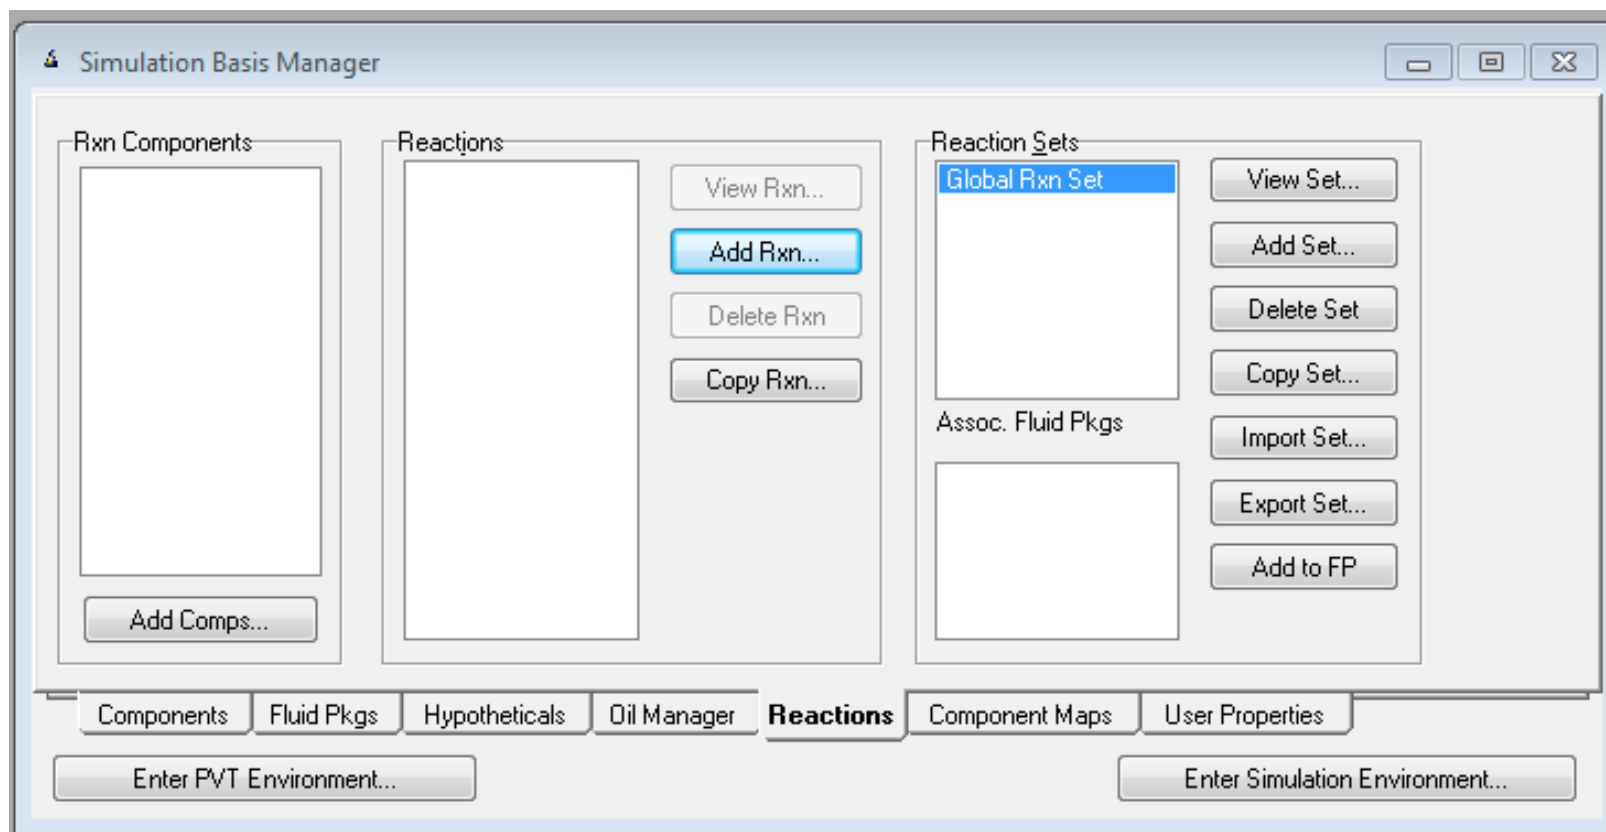 Simulation Basis Manager
Rxn Components
Add Comps...
Reactions
View Rxn...
Add Rxn...
Delete Rxn
Copy Rxn...
Reaction Sets
Global Rxn Set
Assoc. Fluid Pkgs
View Set...
Add Set...
Delete Set
Copy Set...
Import Set...
Export Set...
Add to FP
Components Fluid Pkgs Hypotheticals Oil Manager Reactions Component Maps User Properties
Enter PVT Environment... Enter Simulation Environment...